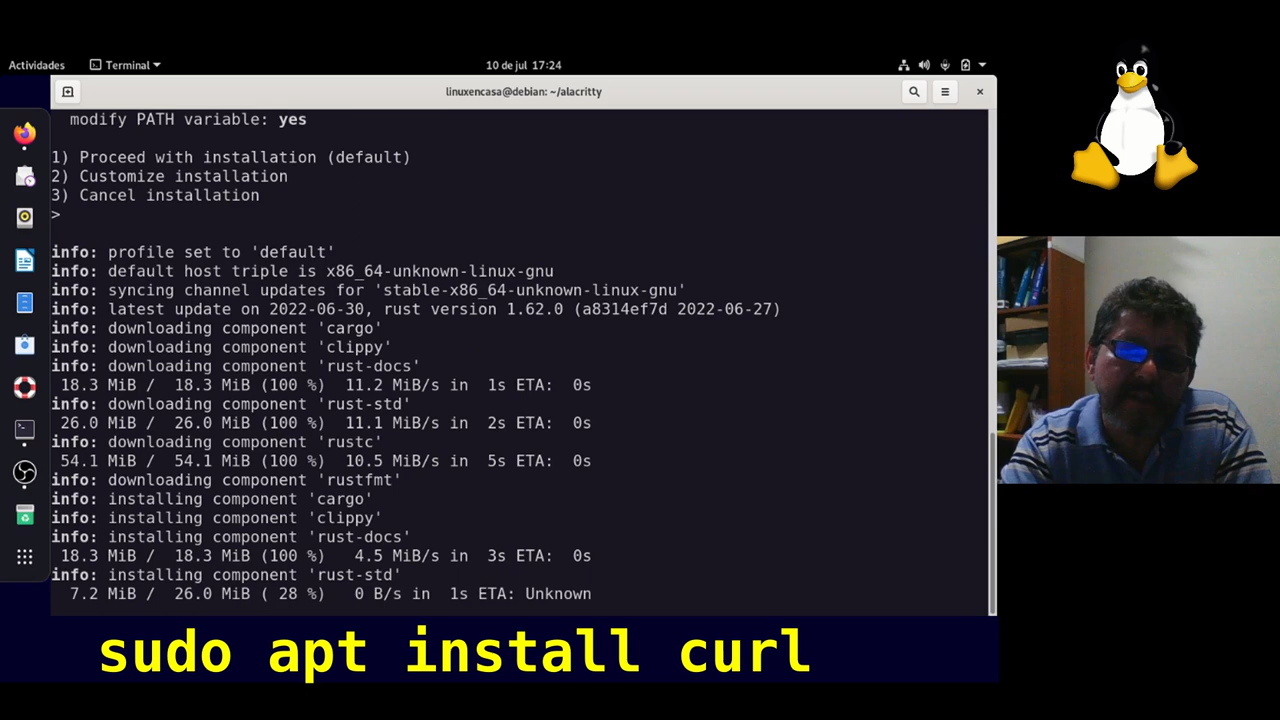 Actividades
Terminal
10 de jul 17:24
linuxencasa@debian: ~/alacritty
modify PATH variable: yes
1) Proceed with installation (default)
2) Customize installation
3) Cancel installation
>
info: profile set to 'default'
info: default host triple is x86_64-unknown-linux-gnu
info: syncing channel updates for 'stable-x86_64-unknown-linux-gnu'
info: latest update on 2022-06-30, rust version 1.62.0 (a8314ef7d 2022-06-27)
info: downloading component 'cargo'
info: downloading component 'clippy'
info: downloading component 'rust-docs'
18.3 MiB / 18.3 MiB (100 %) 11.2 MiB/s in 1s ETA: 0s
info: downloading component 'rust-std'
26.0 MiB / 26.0 MiB (100 %) 11.1 MiB/s in 2s ETA: 0s
info: downloading component 'rustc'
54.1 MiB / 54.1 MiB (100 %) 10.5 MiB/s in 5s ETA: 0s
info: downloading component 'rustfmt'
info: installing component 'cargo'
info: installing component 'clippy'
info: installing component 'rust-docs'
18.3 MiB / 18.3 MiB (100 %) 4.5 MiB/s in 3s ETA: 0s
info: installing component 'rust-std'
7.2 MiB / 26.0 MiB ( 28 %) 0 B/s in 1s ETA: Unknown
sudo apt install curl